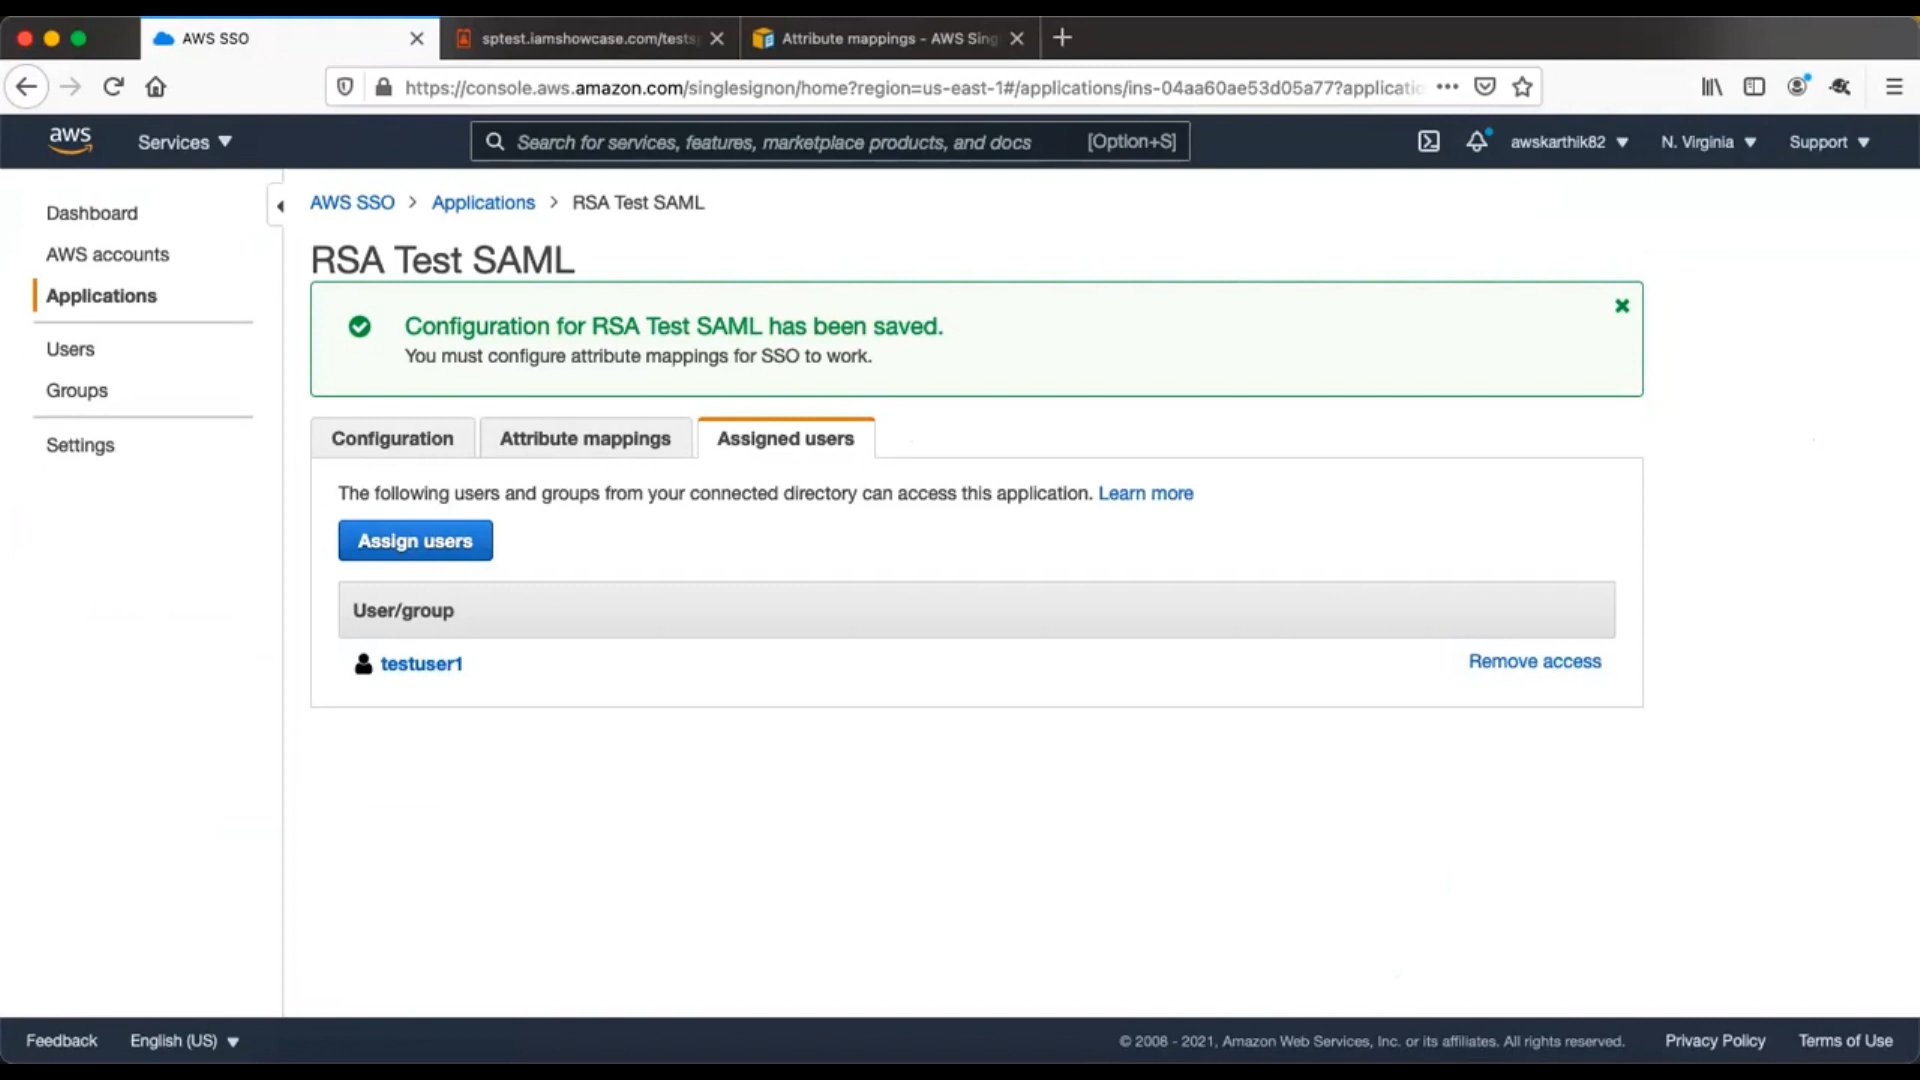 AWS SSO
sptest.iamshowcase.com/tests
Attribute mappings - AWS Sing
https://console.aws.amazon.com/singlesignon/home?region=us-east-1#/applications/ins-04aa60ae53d05a77?applicatio
aws
Services
Search for services, features, marketplace products, and docs
[Option+S]
awskarthik82
N. Virginia
Support
Dashboard
AWS accounts
Applications
Users
Groups
Settings
AWS SSO > Applications > RSA Test SAML
RSA Test SAML
Configuration for RSA Test SAML has been saved.
You must configure attribute mappings for SSO to work.
Configuration
Attribute mappings
Assigned users
The following users and groups from your connected directory can access this application. Learn more
Assign users
User/group
testuser1
Remove access
Feedback
English (US)
© 2008 - 2021, Amazon Web Services, Inc. or its affiliates. All rights reserved.
Privacy Policy
Terms of Use